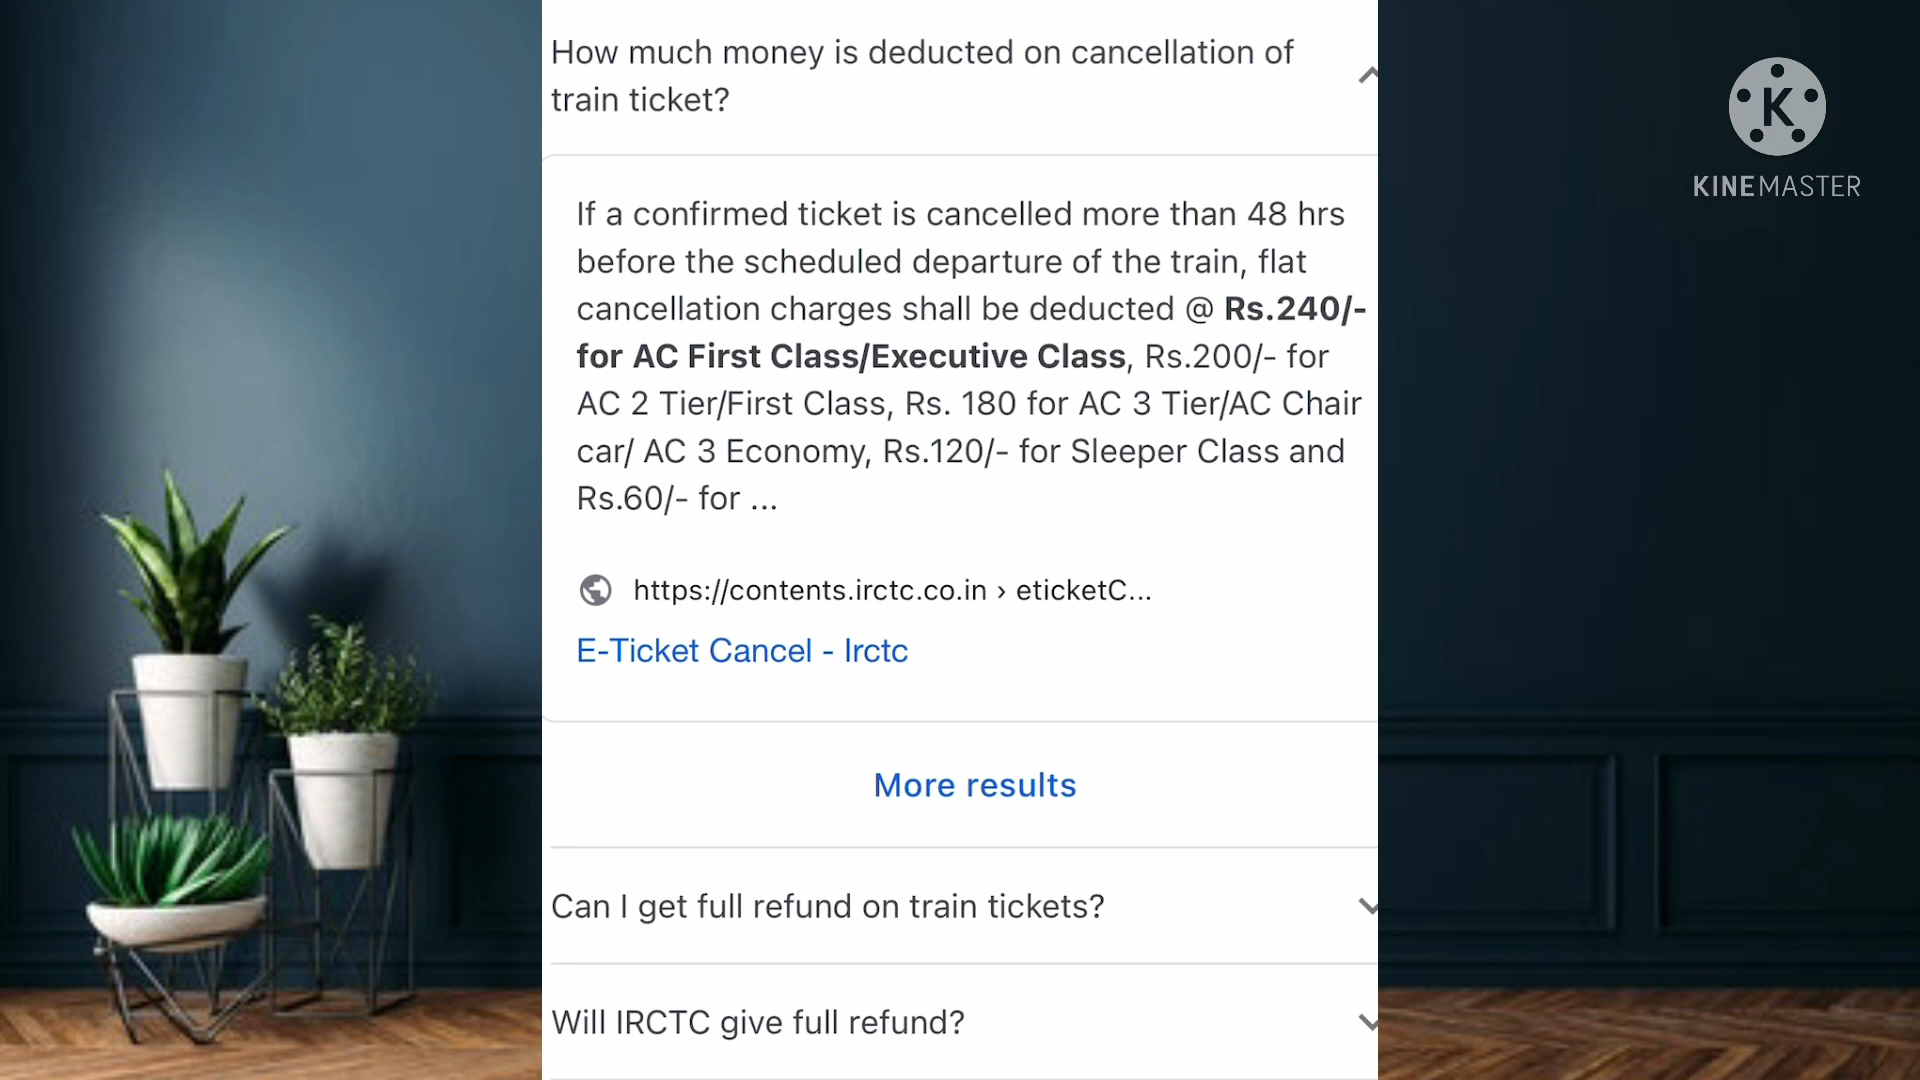 How much money is deducted on cancellation of
train ticket?
If a confirmed ticket is cancelled more than 48 hrs
before the scheduled departure of the train, flat
cancellation charges shall be deducted @ Rs.240/-
for AC First Class/Executive Class, Rs.200/- for
AC 2 Tier/First Class, Rs. 180 for AC 3 Tier/AC Chair
car/ AC 3 Economy, Rs.120/- for Sleeper Class and
Rs.60/- for ...
https://contents.irctc.co.in › eticketC...
E-Ticket Cancel - Irctc
More results
Can I get full refund on train tickets?
Will IRCTC give full refund?
K
KINEMASTER